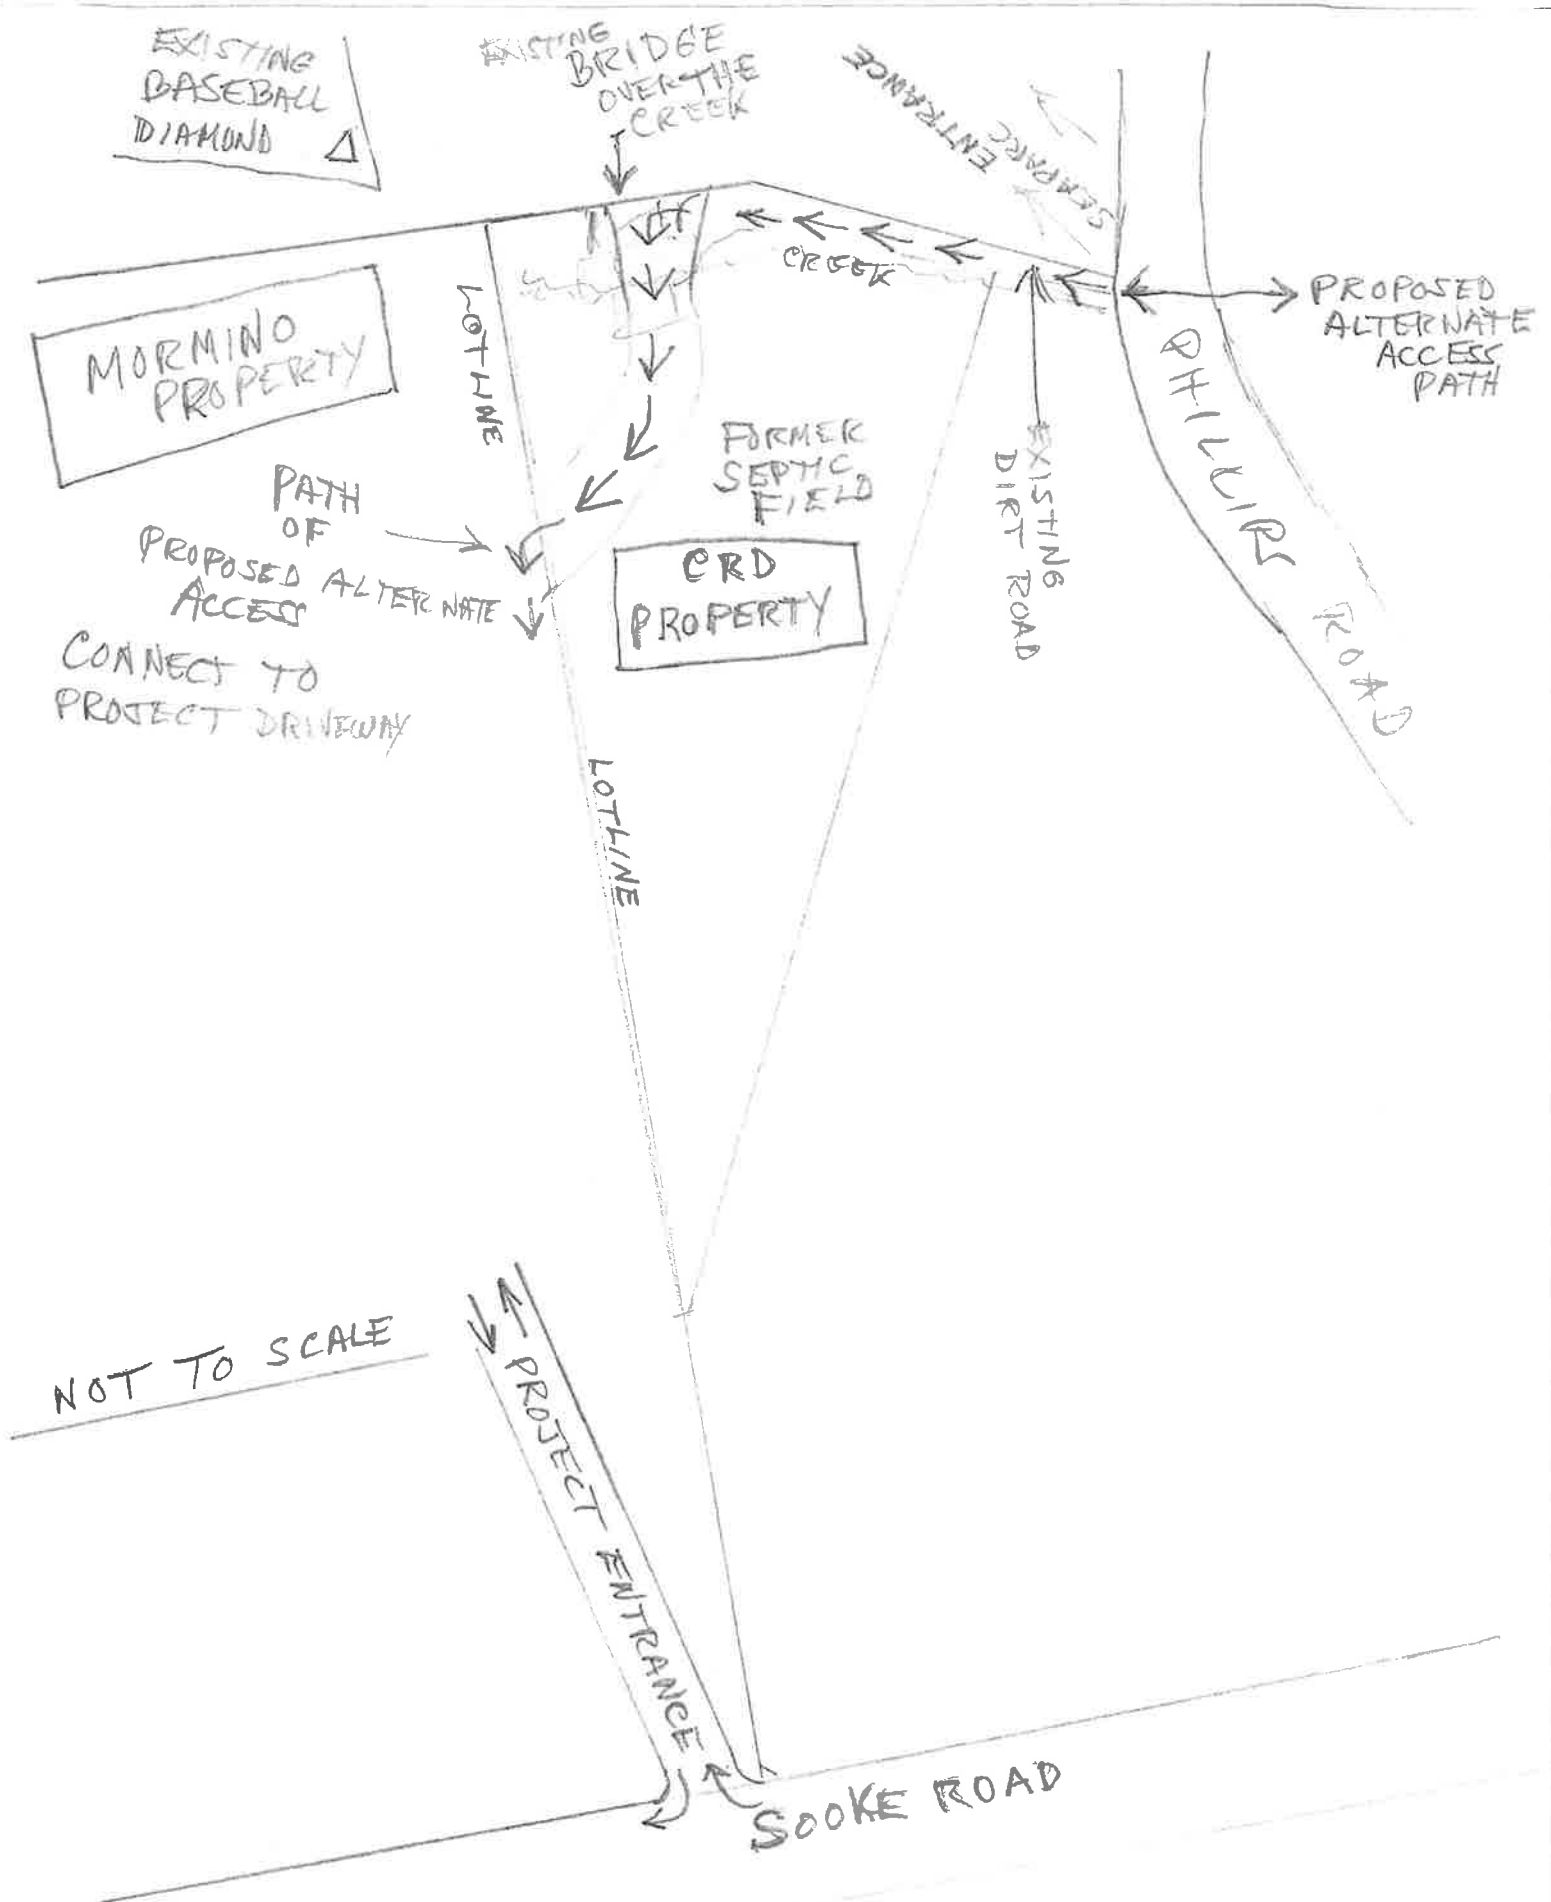 EXISTING
BASEBALL
DIAMOND
EXISTING
BRIDGE
OVER THE
CREEK
SEAPARC
ENTRANCE
CREEK
PROPOSED
ALTERNATE
ACCESS
PATH
MORMINO
PROPERTY
LOT LINE
PHILLIPS ROAD
FORMER
SEPTIC
FIELD
EXISTING
DIRT ROAD
PATH
OF
PROPOSED ALTERNATE
ACCESS
CRD
PROPERTY
CONNECT TO
PROJECT DRIVEWAY
LOTLINE
NOT TO SCALE
PROJECT ENTRANCE
SOOKE ROAD